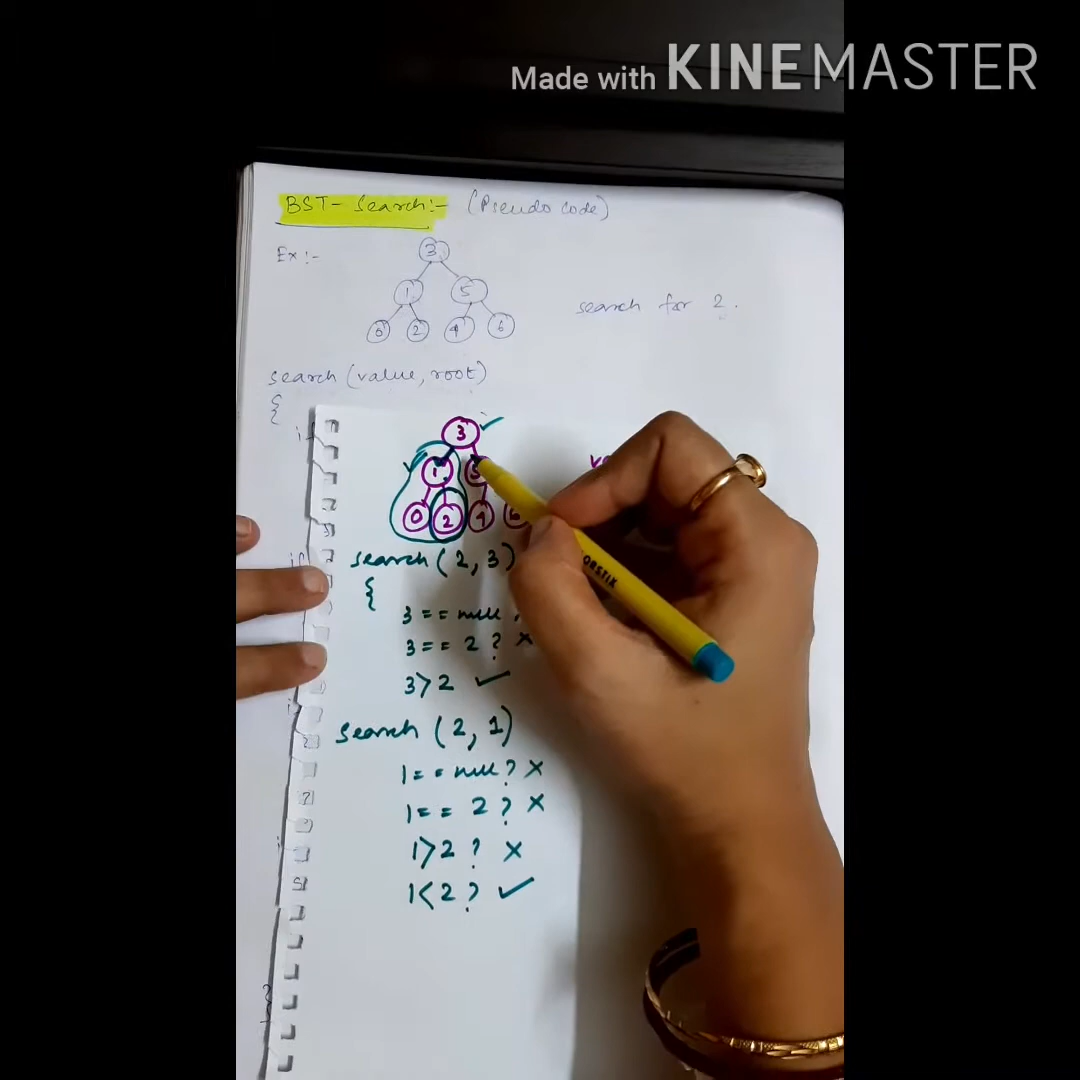 Made with KINEMASTER
BST - Search :- (Pseudo code)
Ex :-
3
1 5
0 2 4 6
search for 2.
search (value, root)
{
3
1 5
0 2 4 6
search (2, 3)
{
3 = = null
3 = = 2 ? ×
3 > 2 ✓
search (2, 1)
1 = = null ? ×
1 = = 2 ? ×
1 > 2 ? ×
1 < 2 ? ✓